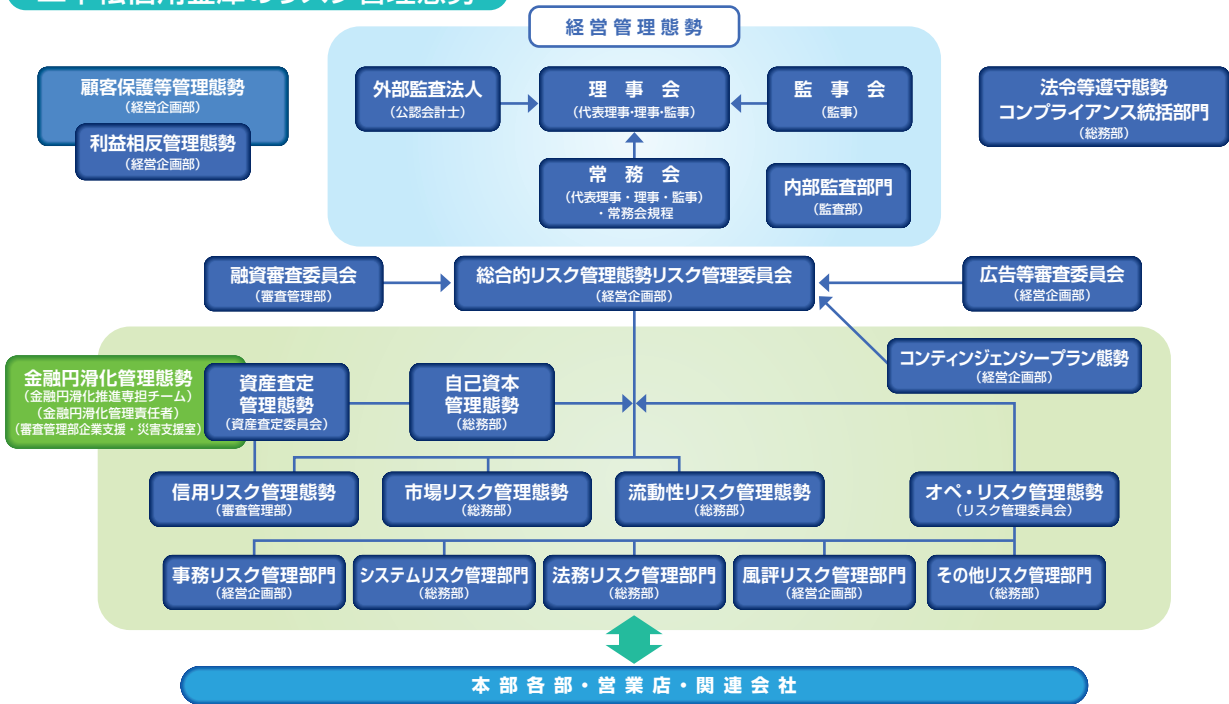 二本松信用金庫のリスク管理態勢
経営管理態勢
顧客保護等管理態勢
（経営企画部）
利益相反管理態勢
（経営企画部）
外部監査法人
（公認会計士）
理事会
（代表理事・理事・監事）
監事会
（監事）
法令等遵守態勢
コンプライアンス統括部門
（総務部）
常務会
（代表理事・理事・監事）
・常務会規程
内部監査部門
（監査部）
融資審査委員会
（審査管理部）
総合的リスク管理態勢リスク管理委員会
（経営企画部）
広告等審査委員会
（経営企画部）
コンティンジェンシープラン態勢
（経営企画部）
金融円滑化管理態勢
（金融円滑化推進専担チーム）
（金融円滑化管理責任者）
（審査管理部企業支援・災害支援室）
資産査定
管理態勢
（資産査定委員会）
自己資本
管理態勢
（総務部）
信用リスク管理態勢
（審査管理部）
市場リスク管理態勢
（総務部）
流動性リスク管理態勢
（総務部）
オペ・リスク管理態勢
（リスク管理委員会）
事務リスク管理部門
（経営企画部）
システムリスク管理部門
（総務部）
法務リスク管理部門
（総務部）
風評リスク管理部門
（経営企画部）
その他リスク管理部門
（総務部）
本部各部・営業店・関連会社